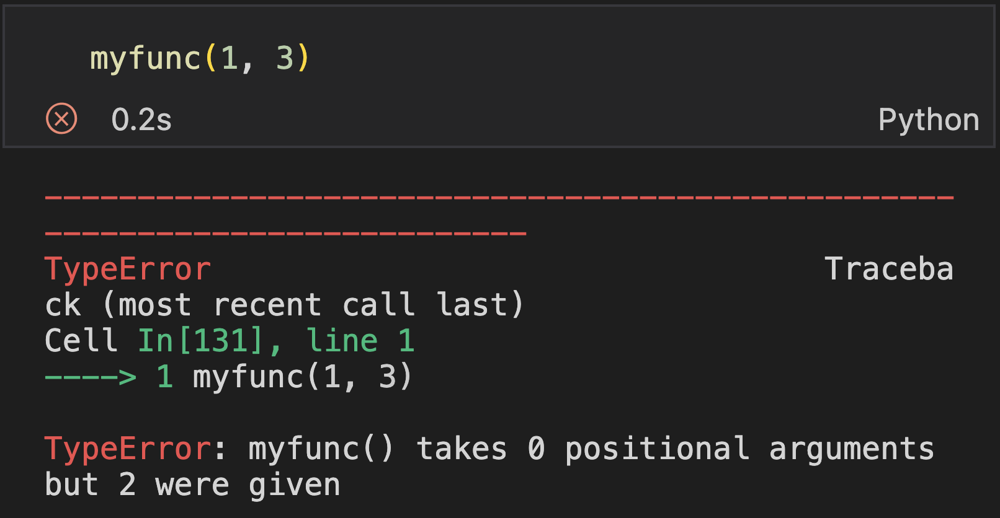 myfunc(1, 3)
0.2s Python
---------------------------------------------------------------------------
TypeError Traceba
ck (most recent call last)
Cell In[131], line 1
----> 1 myfunc(1, 3)
TypeError: myfunc() takes 0 positional arguments
but 2 were given